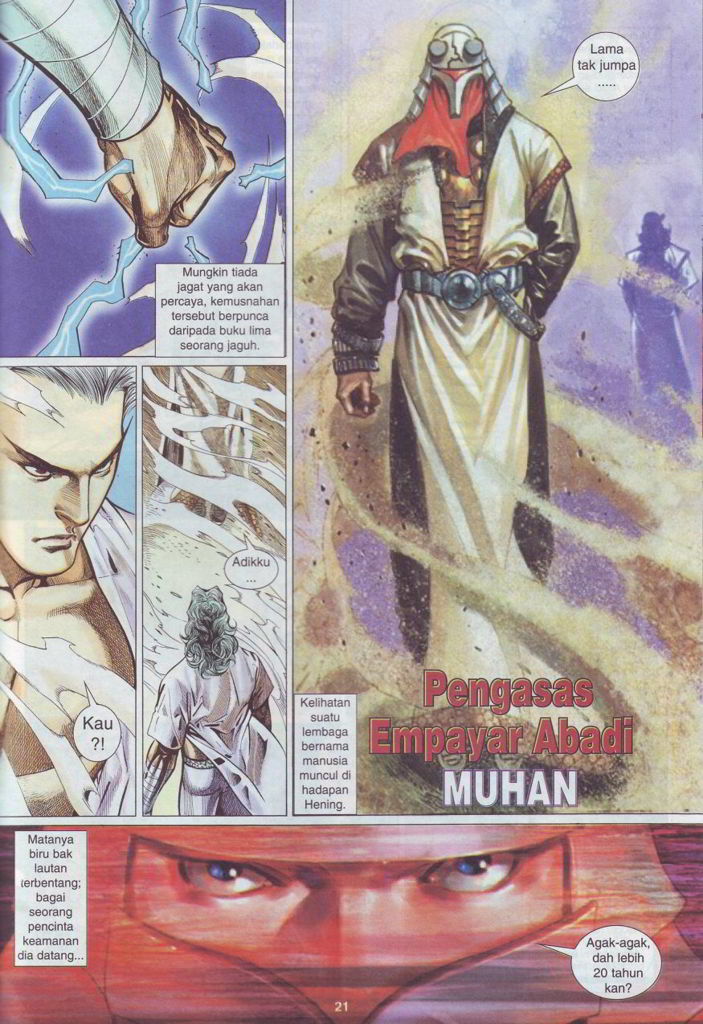 Mungkin tiada
jagat yang akan
percaya, kemusnahan
tersebut berpunca
daripada buku lima
seorang jaguh.
Lama
tak jumpa
.....
Kau
?!
Adikku
...
Kelihatan
suatu
lembaga
bernama
manusia
muncul di
hadapan
Hening.
Pengasas
Empayar Abadi
MUHAN
Matanya
biru bak
lautan
terbentang;
bagai
seorang
pencinta
keamanan
dia datang...
Agak-agak,
dah lebih
20 tahun
kan?
21